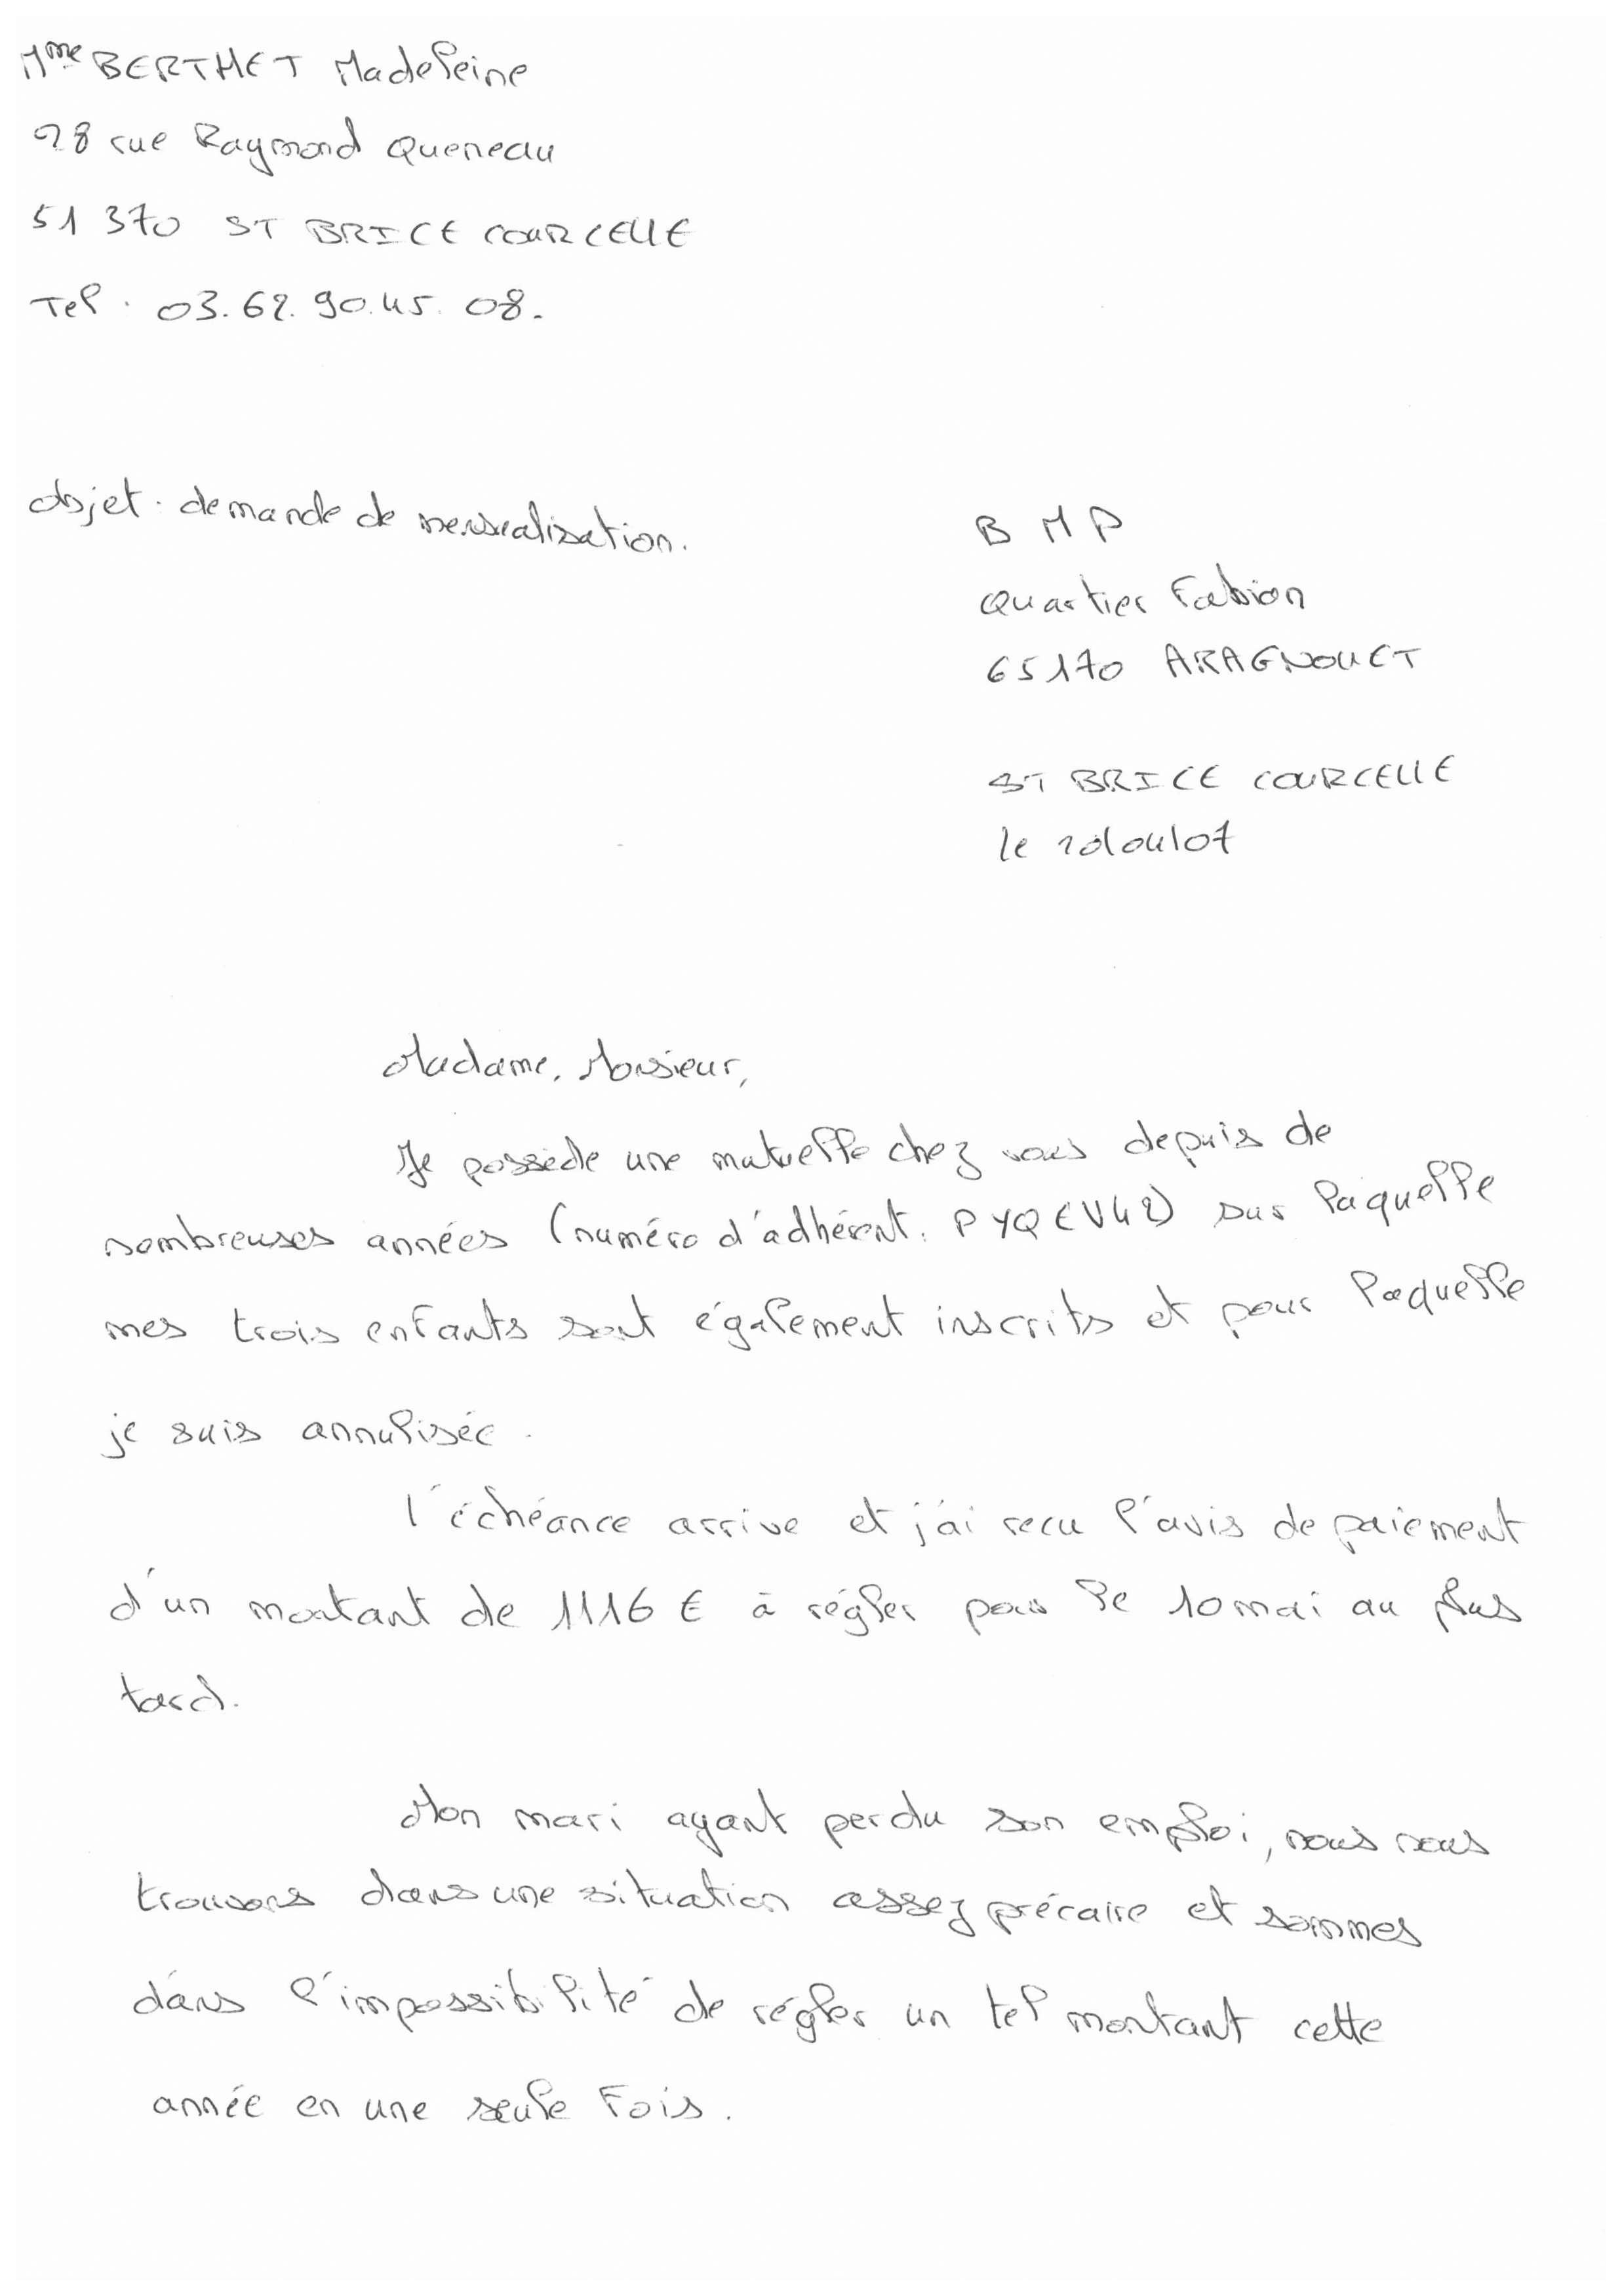 Mme BERTHET Madeleine
28 rue Raymond Queneau
51 370 ST BRICE COURCELLE
Tel : 03.62.90.45.08.
objet : demande de mensualisation.
BMP
Quartier Fabian
65170 ARAGNOUET
ST BRICE COURCELLE
le
Madame, Monsieur,
Je possède une mutuelle chez vous depuis de
nombreuses années (numéro d'adhérent : PYQEV42) sur laquelle
mes trois enfants sont également inscrits et pour laquelle
je suis annulisée.
l'échéance arrive et j'ai recu l'avis de paiement
d'un montant de 1116 € à régler pour le 10 mai au plus
tard.
Mon mari ayant perdu son emploi, nous nous
trouvons dans une situation assez précaire et sommes
dans l'impossibilité de régler un tel montant cette
année en une seule fois.